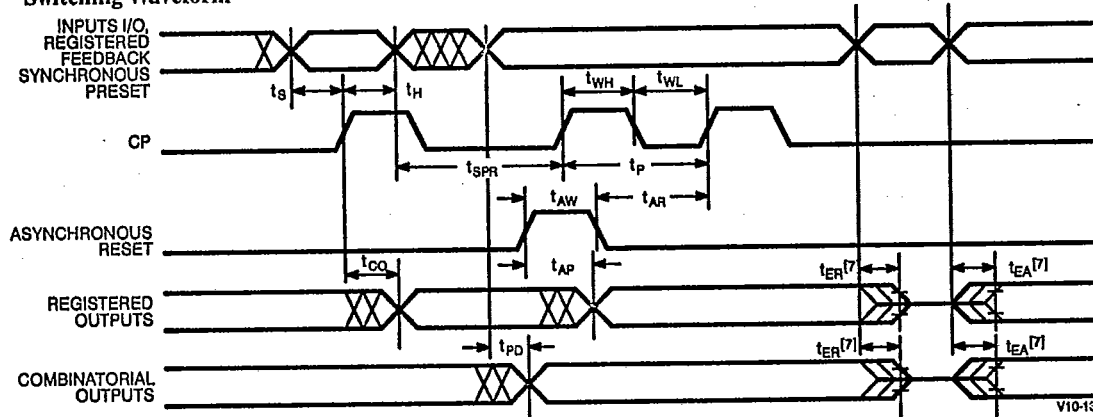 Switching Waveform
INPUTS I/O,
REGISTERED
FEEDBACK
SYNCHRONOUS
PRESET
tS
tH
tWH
tWL
CP
tSPR
tP
tAW
tAR
ASYNCHRONOUS
RESET
tCO
tAP
tER[7]
tEA[7]
REGISTERED
OUTPUTS
tPD
tER[7]
tEA[7]
COMBINATORIAL
OUTPUTS
V10-13